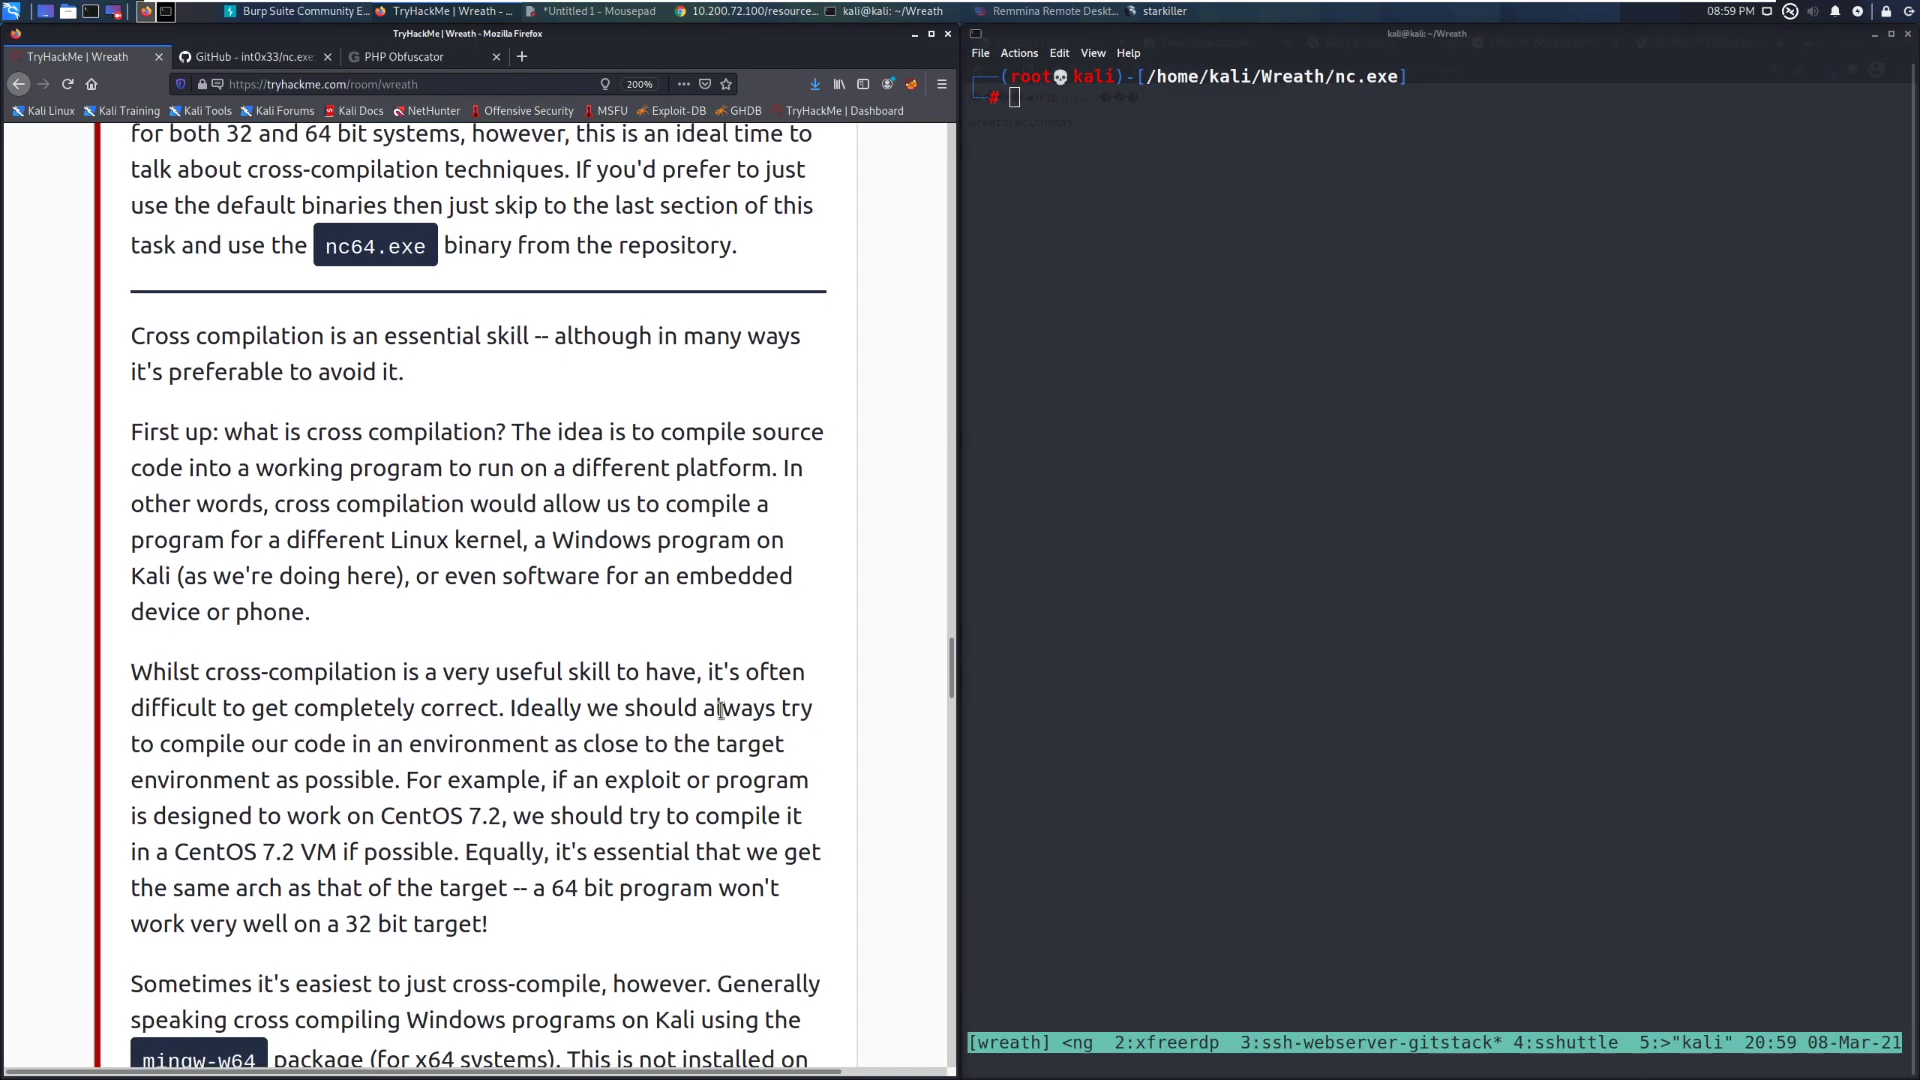 Burp Suite Community E...
TryHackMe | Wreath - ...
*Untitled 1 - Mousepad
10.200.72.100/resource...
kali@kali: ~/Wreath
Remmina Remote Deskt...
starkiller
08:59 PM
TryHackMe | Wreath - Mozilla Firefox
TryHackMe | Wreath
GitHub - int0x33/nc.exe:
PHP Obfuscator
https://tryhackme.com/room/wreath
200%
Kali Linux
Kali Training
Kali Tools
Kali Forums
Kali Docs
NetHunter
Offensive Security
MSFU
Exploit-DB
GHDB
TryHackMe | Dashboard
for both 32 and 64 bit systems, however, this is an ideal time to
talk about cross-compilation techniques. If you'd prefer to just
use the default binaries then just skip to the last section of this
task and use the nc64.exe binary from the repository.
Cross compilation is an essential skill -- although in many ways
it's preferable to avoid it.
First up: what is cross compilation? The idea is to compile source
code into a working program to run on a different platform. In
other words, cross compilation would allow us to compile a
program for a different Linux kernel, a Windows program on
Kali (as we're doing here), or even software for an embedded
device or phone.
Whilst cross-compilation is a very useful skill to have, it's often
difficult to get completely correct. Ideally we should always try
to compile our code in an environment as close to the target
environment as possible. For example, if an exploit or program
is designed to work on CentOS 7.2, we should try to compile it
in a CentOS 7.2 VM if possible. Equally, it's essential that we get
the same arch as that of the target -- a 64 bit program won't
work very well on a 32 bit target!
Sometimes it's easiest to just cross-compile, however. Generally
speaking cross compiling Windows programs on Kali using the
mingw-w64 package (for x64 systems). This is not installed on
kali@kali: ~/Wreath
File Actions Edit View Help
(root💀kali)-[/home/kali/Wreath/nc.exe]
#
[wreath] <ng 2:xfreerdp 3:ssh-webserver-gitstack* 4:sshuttle 5:>"kali" 20:59 08-Mar-21